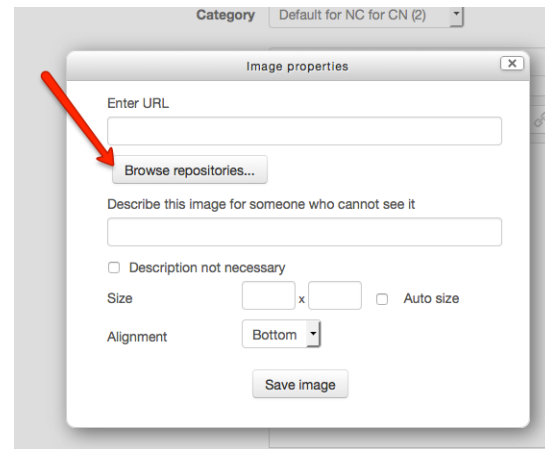 Category Default for NC for CN (2)
Image properties
Enter URL
Browse repositories...
Describe this image for someone who cannot see it
Description not necessary
Size x Auto size
Alignment Bottom
Save image